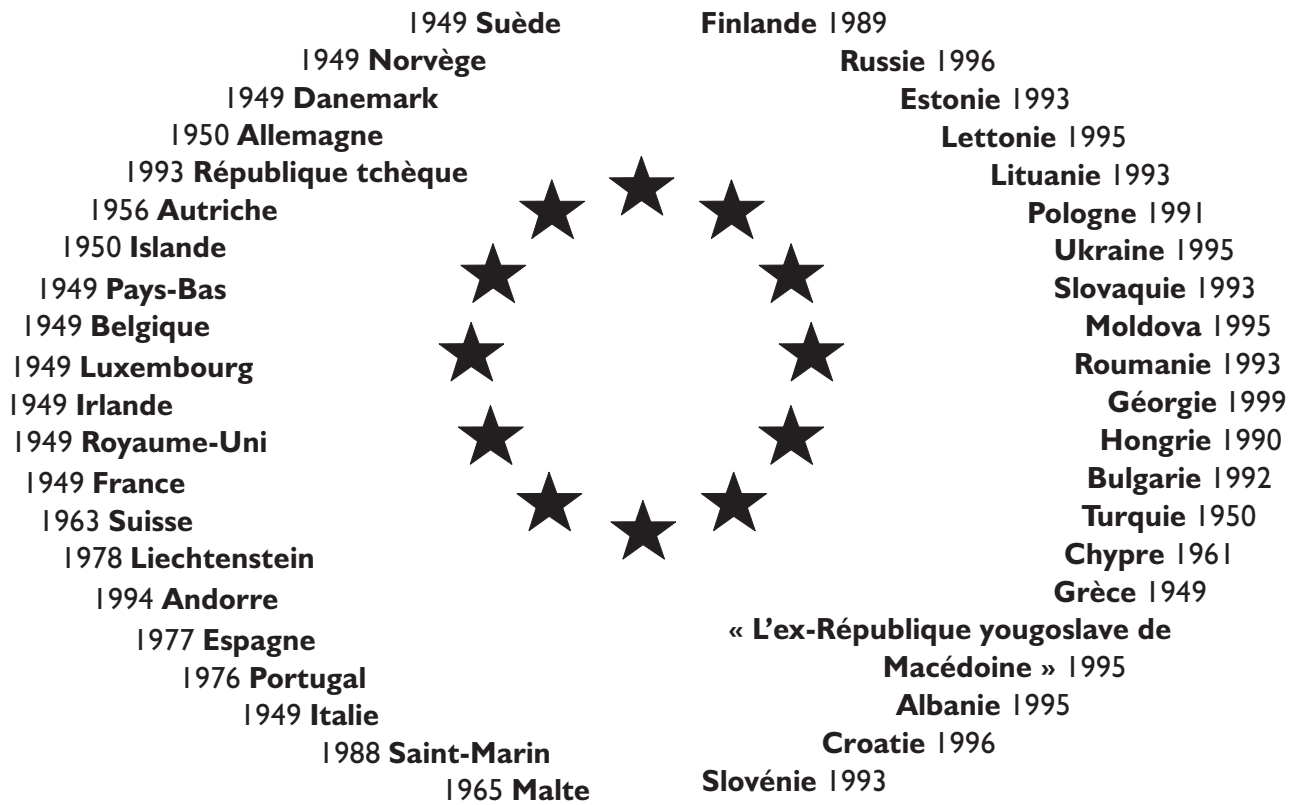 1949 Suède
1949 Norvège
1949 Danemark
1950 Allemagne
1993 République tchèque
1956 Autriche
1950 Islande
1949 Pays-Bas
1949 Belgique
1949 Luxembourg
1949 Irlande
1949 Royaume-Uni
1949 France
1963 Suisse
1978 Liechtenstein
1994 Andorre
1977 Espagne
1976 Portugal
1949 Italie
1988 Saint-Marin
1965 Malte
Finlande 1989
Russie 1996
Estonie 1993
Lettonie 1995
Lituanie 1993
Pologne 1991
Ukraine 1995
Slovaquie 1993
Moldova 1995
Roumanie 1993
Géorgie 1999
Hongrie 1990
Bulgarie 1992
Turquie 1950
Chypre 1961
Grèce 1949
« L’ex-République yougoslave de
Macédoine » 1995
Albanie 1995
Croatie 1996
Slovénie 1993